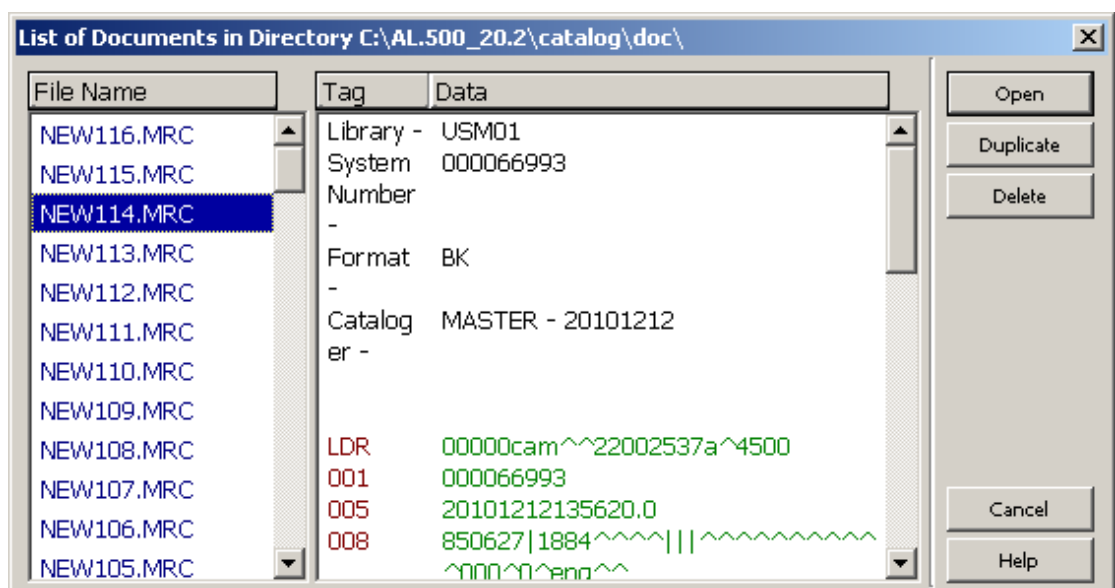 List of Documents in Directory C:\AL.500_20.2\catalog\doc\
File Name
NEW116.MRC
NEW115.MRC
NEW114.MRC
NEW113.MRC
NEW112.MRC
NEW111.MRC
NEW110.MRC
NEW109.MRC
NEW108.MRC
NEW107.MRC
NEW106.MRC
NEW105.MRC
Tag Data
Library - USM01
System 000066993
Number
-
Format BK
-
Catalog MASTER - 20101212
er -
LDR 00000cam^^22002537a^4500
001 000066993
005 20101212135620.0
008 850627|1884^^^^|||^^^^^^^^^^
^000^0^eng^^
Open
Duplicate
Delete
Cancel
Help